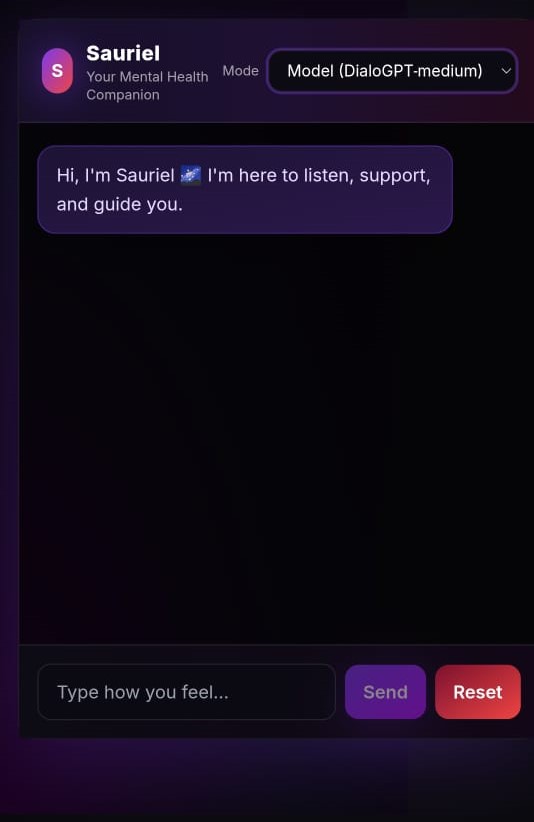 S
Sauriel
Your Mental Health
Companion
Mode
Model (DialoGPT-medium)
Hi, I'm Sauriel 🌌 I'm here to listen, support,
and guide you.
Type how you feel...
Send
Reset